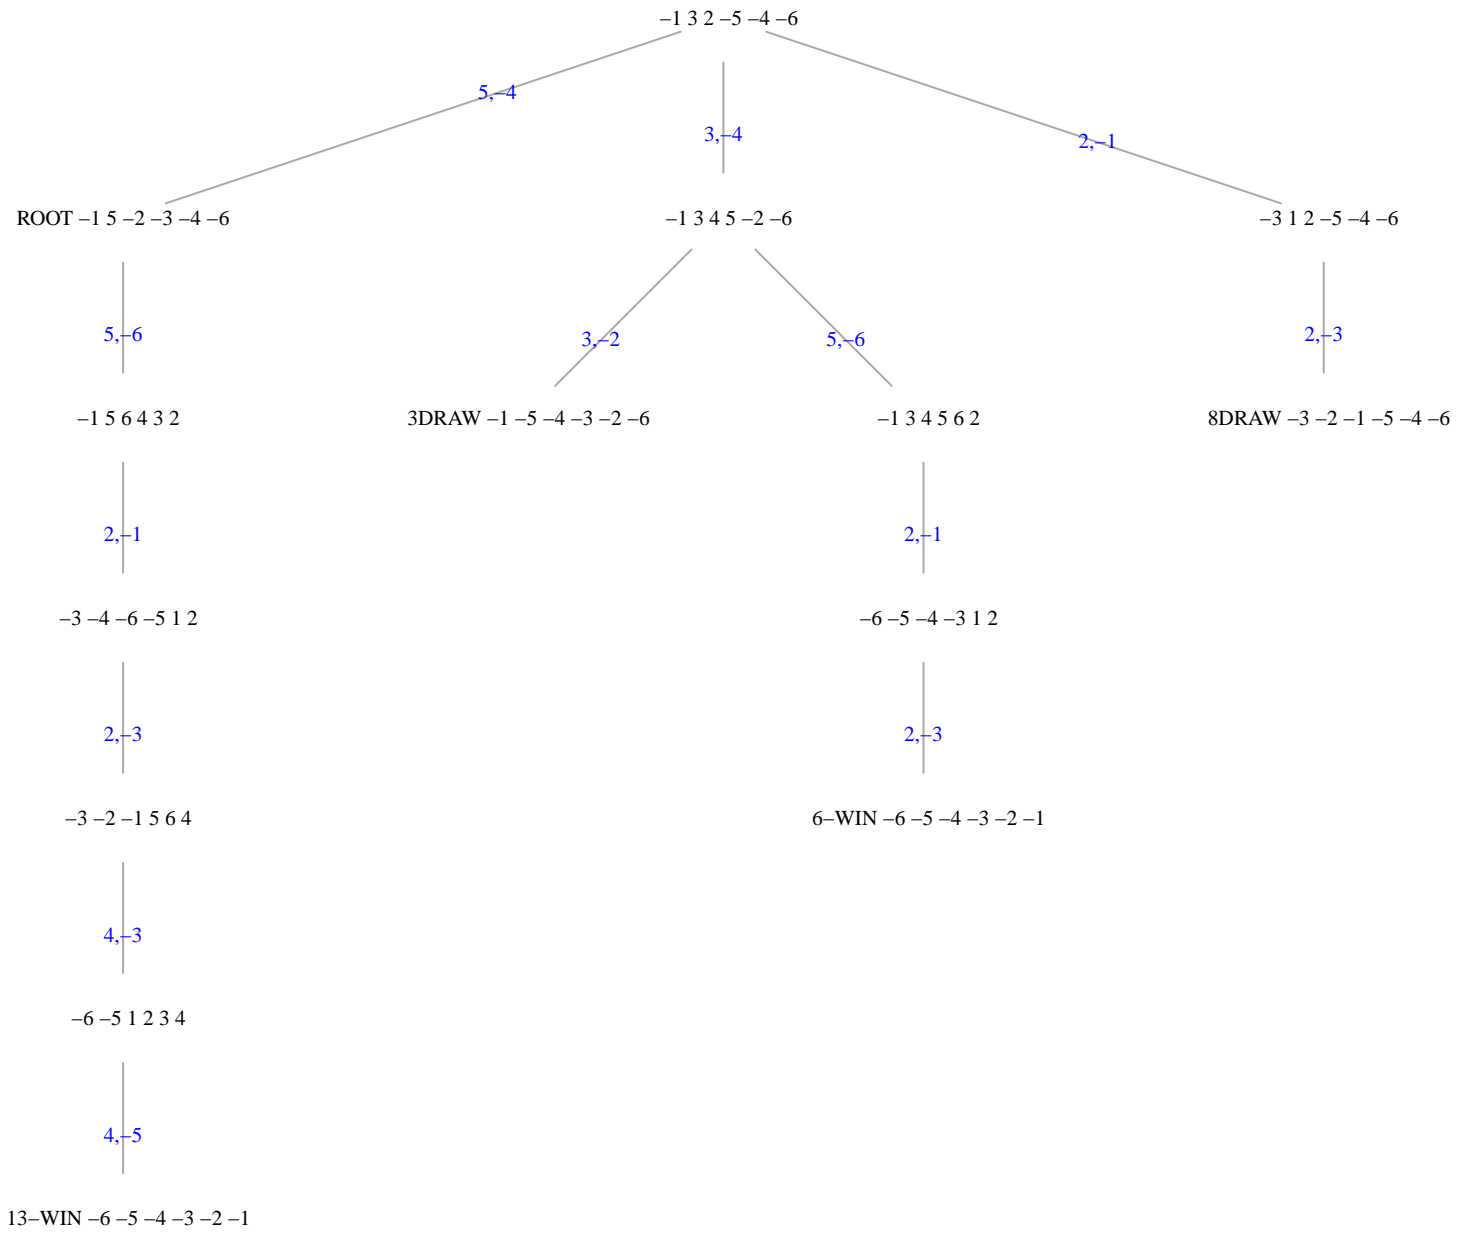 –1 3 2 –5 –4 –6
5,–4
3,–4
2,–1
ROOT –1 5 –2 –3 –4 –6
–1 3 4 5 –2 –6
–3 1 2 –5 –4 –6
5,–6
3,–2
5,–6
2,–3
–1 5 6 4 3 2
3DRAW –1 –5 –4 –3 –2 –6
–1 3 4 5 6 2
8DRAW –3 –2 –1 –5 –4 –6
2,–1
2,–1
–3 –4 –6 –5 1 2
–6 –5 –4 –3 1 2
2,–3
2,–3
–3 –2 –1 5 6 4
6–WIN –6 –5 –4 –3 –2 –1
4,–3
–6 –5 1 2 3 4
4,–5
13–WIN –6 –5 –4 –3 –2 –1